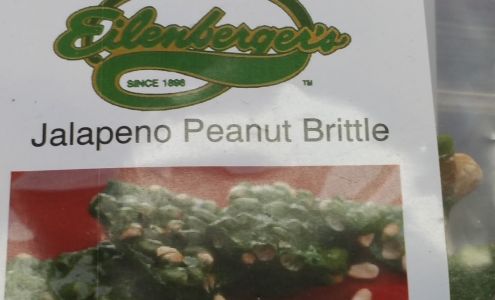 Eilenberger's
SINCE 1898
TM
Jalapeno Peanut Brittle